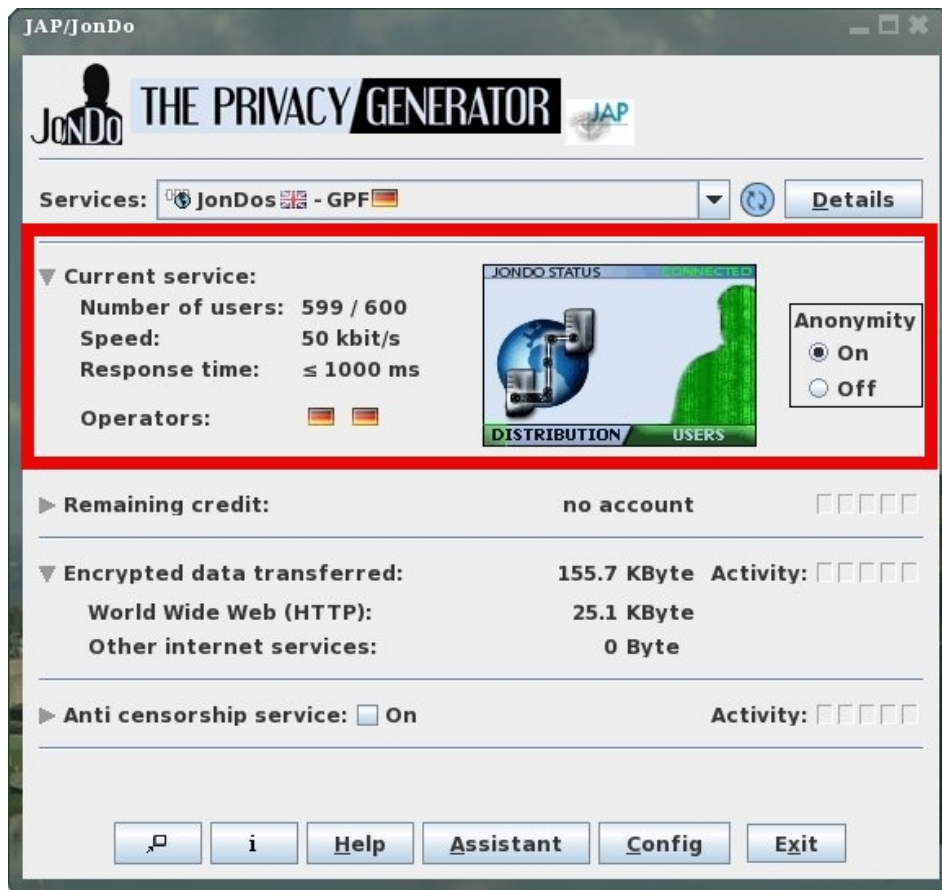 JAP/JonDo
JONDO THE PRIVACY GENERATOR JAP
Services: JonDos - GPF Details
Current service:
Number of users: 599 / 600
Speed: 50 kbit/s
Response time: ≤ 1000 ms
Operators:
JONDO STATUS CONNECTED
DISTRIBUTION USERS
Anonymity
On
Off
Remaining credit: no account
Encrypted data transferred: 155.7 KByte Activity:
World Wide Web (HTTP): 25.1 KByte
Other internet services: 0 Byte
Anti censorship service: On Activity:
i Help Assistant Config Exit